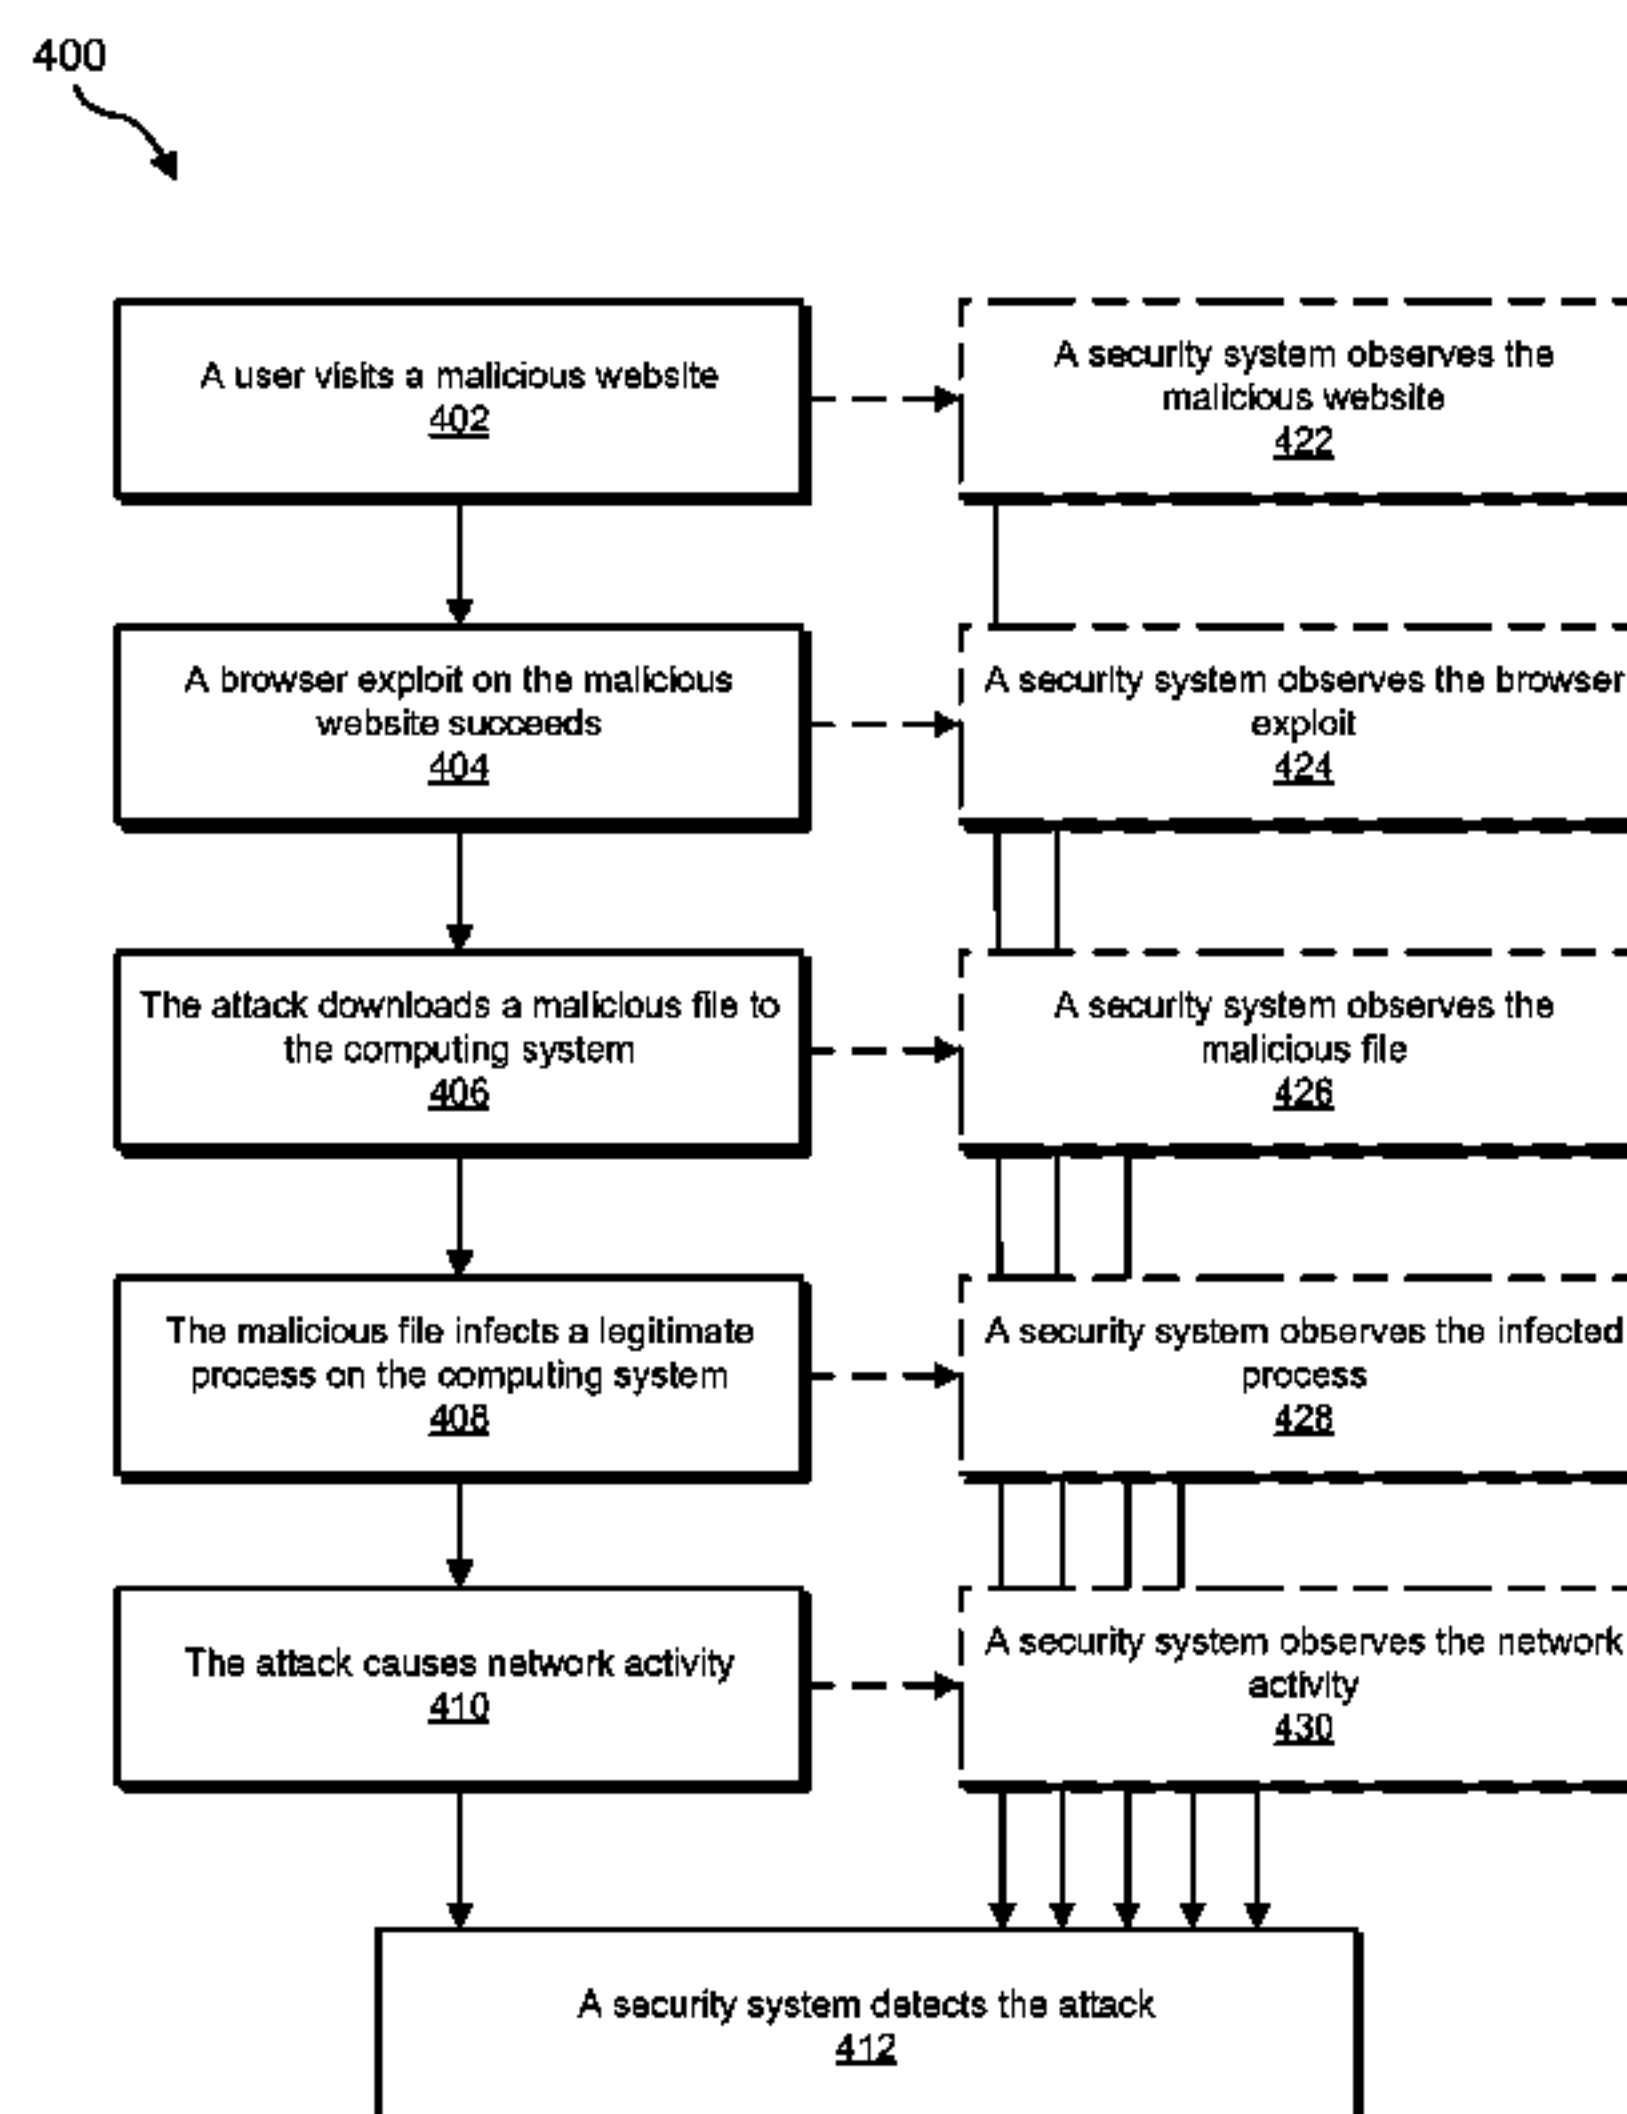 400
A user visits a malicious website
402
A security system observes the
malicious website
422
A browser exploit on the malicious
website succeeds
404
A security system observes the browser
exploit
424
The attack downloads a malicious file to
the computing system
406
A security system observes the
malicious file
426
The malicious file infects a legitimate
process on the computing system
408
A security system observes the infected
process
428
The attack causes network activity
410
A security system observes the network
activity
430
A security system detects the attack
412